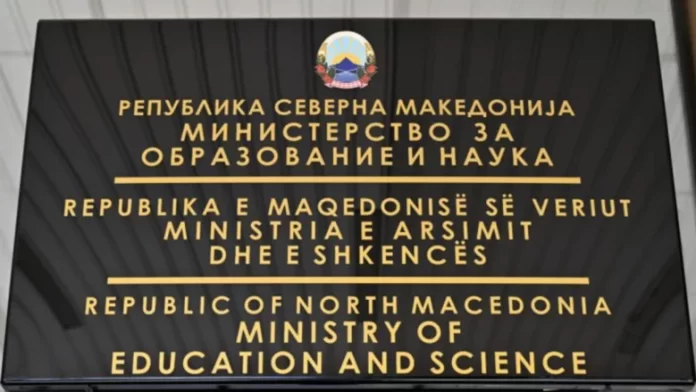 РЕПУБЛИКА СЕВЕРНА МАКЕДОНИЈА
МИНИСТЕРСТВО ЗА
ОБРАЗОВАНИЕ И НАУКА
REPUBLIKA E MAQEDONISË SË VERIUT
MINISTRIA E ARSIMIT
DHE E SHKENCËS
REPUBLIC OF NORTH MACEDONIA
MINISTRY OF
EDUCATION AND SCIENCE